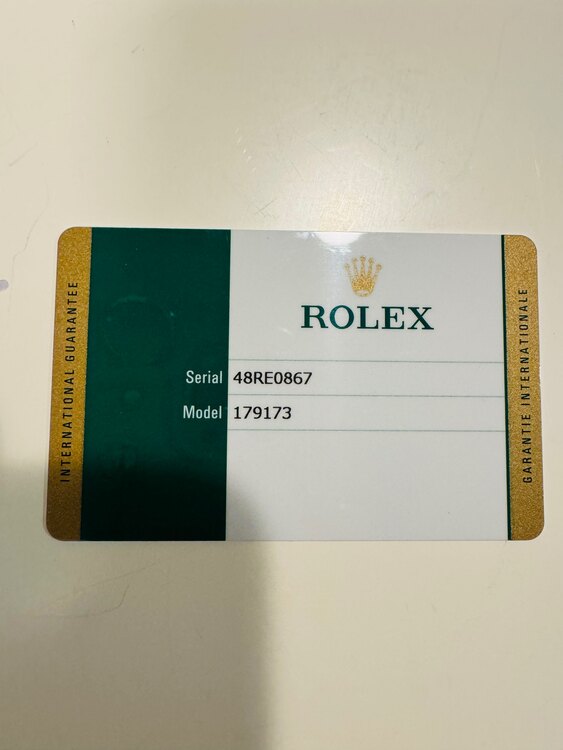 INTERNATIONAL GUARANTEE
ROLEX
Serial 48RE0867
Model 179173
GARANTIE INTERNATIONALE